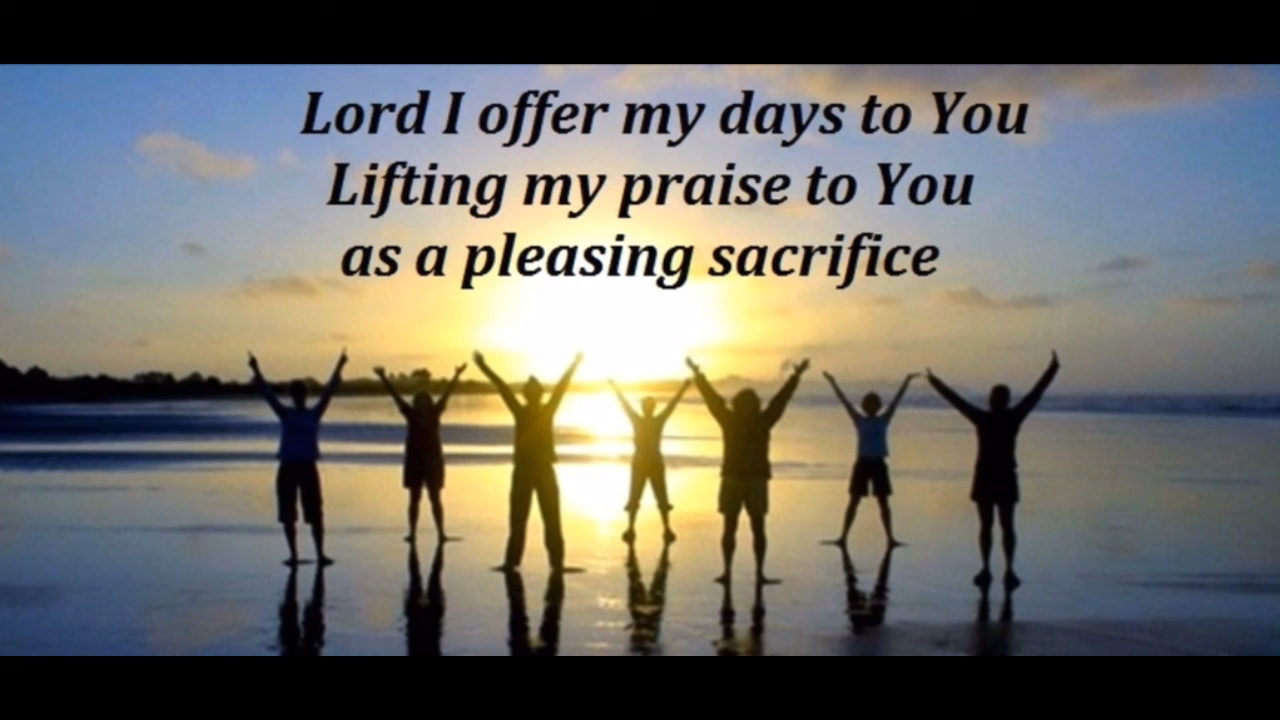 Lord I offer my days to You
Lifting my praise to You
as a pleasing sacrifice